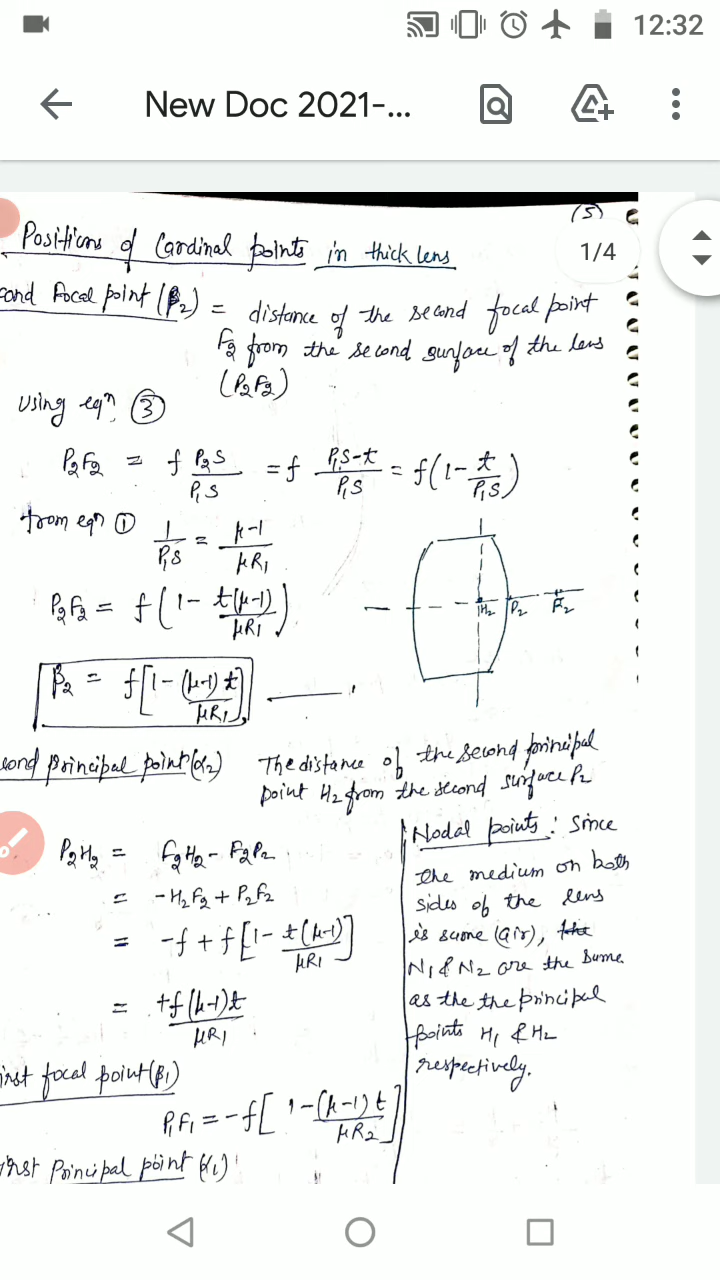 12:32
New Doc 2021-...
(5)
1/4
Positions of Cardinal points in thick lens
cond Focal point (β2) = distance of the second focal point
F2 from the second surface of the lens
(P2F2)
Using eqn. ③
P2F2 = f P2S/P1S = f P1S-t/P1S = f(1- t/P1S)
from eqn ① 1/P1S = μ-1/μR1
P2F2 = f(1- t(μ-1)/μR1)
H2 P2 F2
β2 = f[1- (μ-1)t/μR1]
cond principal point (α2) The distance of the second principal
point H2 from the second surface P2
P2H2 = F2H2 - F2P2
= -H2F2 + P2F2
= -f + f[1- t(μ-1)/μR1]
= +f(μ-1)t/μR1
Nodal points: Since
the medium on both
sides of the lens
is same (air), the
N1 & N2 are the same
as the the principal
points H1 & H2
respectively.
irst focal point (β1)
P1F1 = -f[1-(μ-1)t/μR2]
irst Principal point (α1)